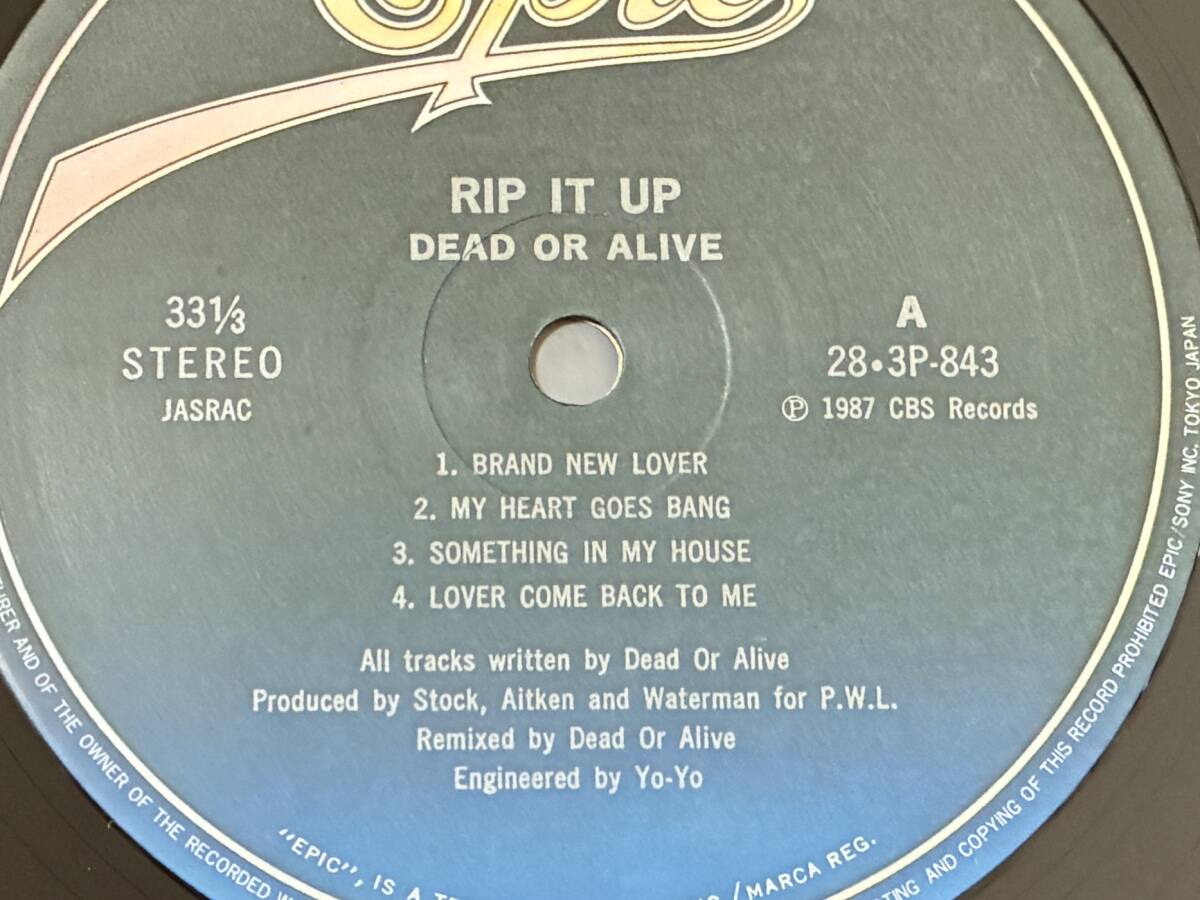 Epic
RIP IT UP
DEAD OR ALIVE
33⅓
STEREO
JASRAC
A
28•3P-843
Ⓟ 1987 CBS Records
1. BRAND NEW LOVER
2. MY HEART GOES BANG
3. SOMETHING IN MY HOUSE
4. LOVER COME BACK TO ME
All tracks written by Dead Or Alive
Produced by Stock, Aitken and Waterman for P.W.L.
Remixed by Dead Or Alive
Engineered by Yo-Yo
"EPIC", IS A
/MARCA REG.
AND OF THE OWNER OF THE RECORDED
AND COPYING OF THIS RECORD PROHIBITED EPIC/SONY INC. TOKYO JAPAN